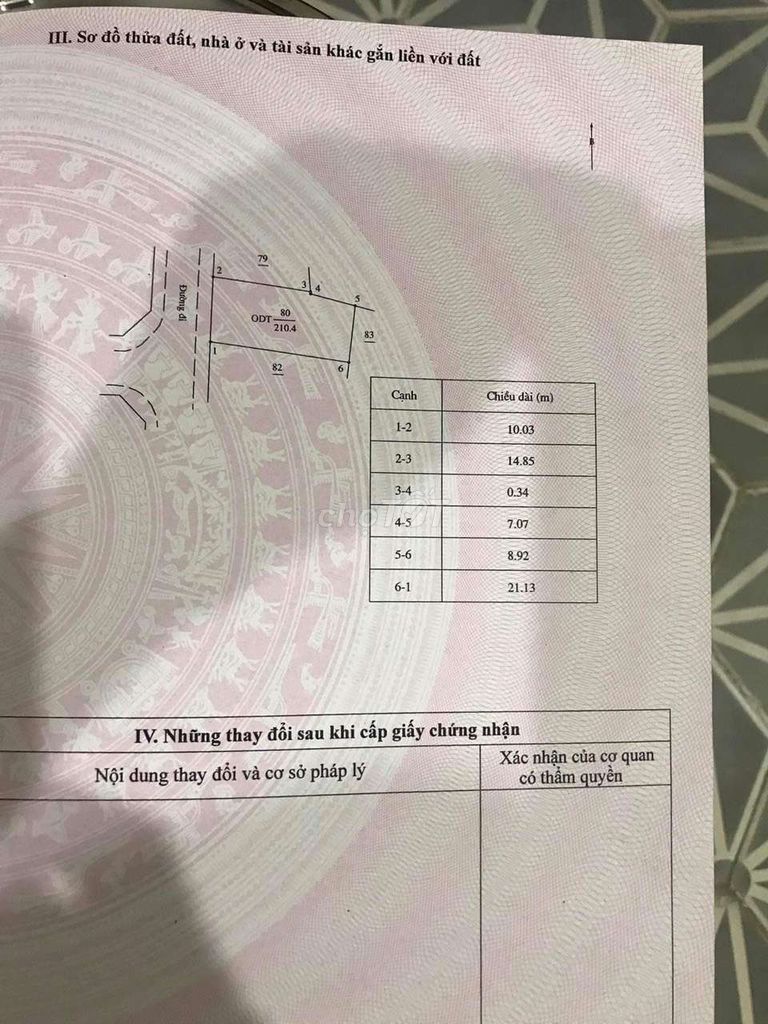 III. Sơ đồ thửa đất, nhà ở và tài sản khác gắn liền với đất
B
79
2
3
4
5
Đường đi
ODT 80
210.4
83
1
6
82
Cạnh Chiều dài (m)
1-2 10.03
2-3 14.85
3-4 0.34
4-5 7.07
5-6 8.92
6-1 21.13
chợTỐT
IV. Những thay đổi sau khi cấp giấy chứng nhận
Nội dung thay đổi và cơ sở pháp lý
Xác nhận của cơ quan
có thẩm quyền